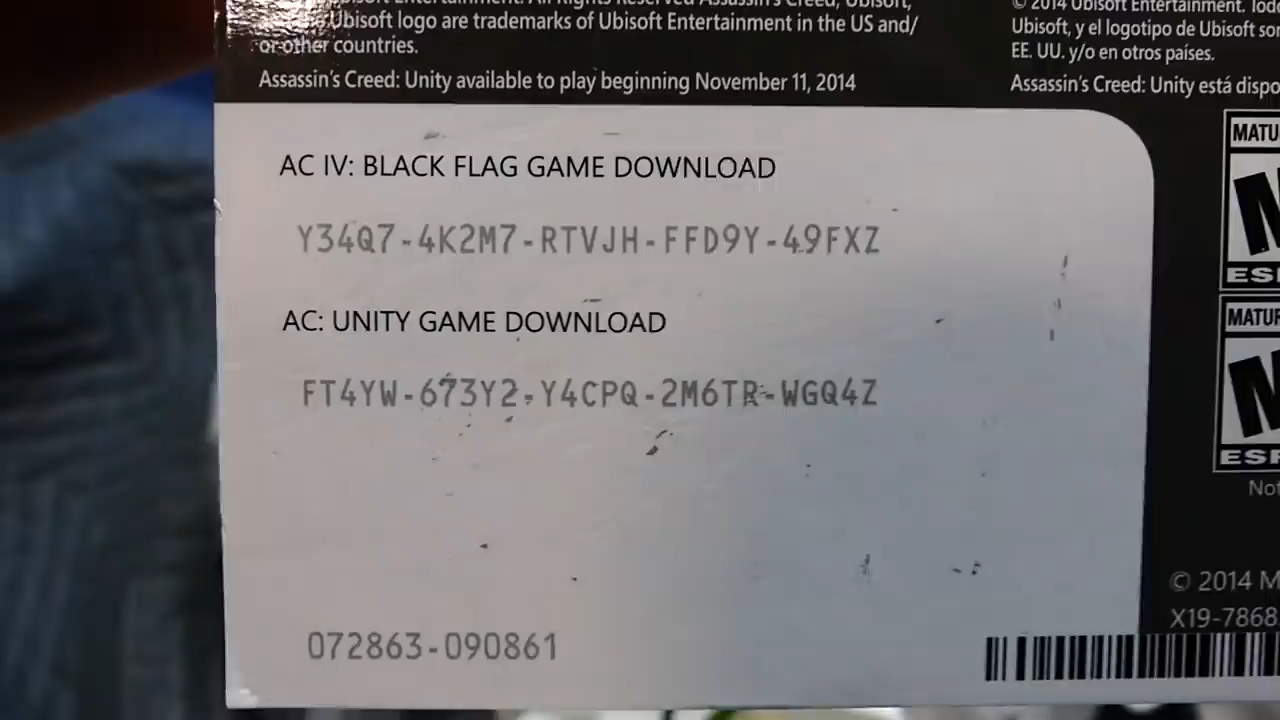 the Ubisoft logo are trademarks of Ubisoft Entertainment in the US and/
or other countries.
Assassin's Creed: Unity available to play beginning November 11, 2014
© 2014 Ubisoft Entertainment.
Ubisoft, y el logotipo de Ubisoft
EE. UU. y/o en otros países.
Assassin's Creed: Unity está
AC IV: BLACK FLAG GAME DOWNLOAD
Y34Q7-4K2M7-RTVJH-FFD9Y-49FXZ
AC: UNITY GAME DOWNLOAD
FT4YW-673Y2-Y4CPQ-2M6TR-WGQ4Z
072863-090861
M
M
© 2014